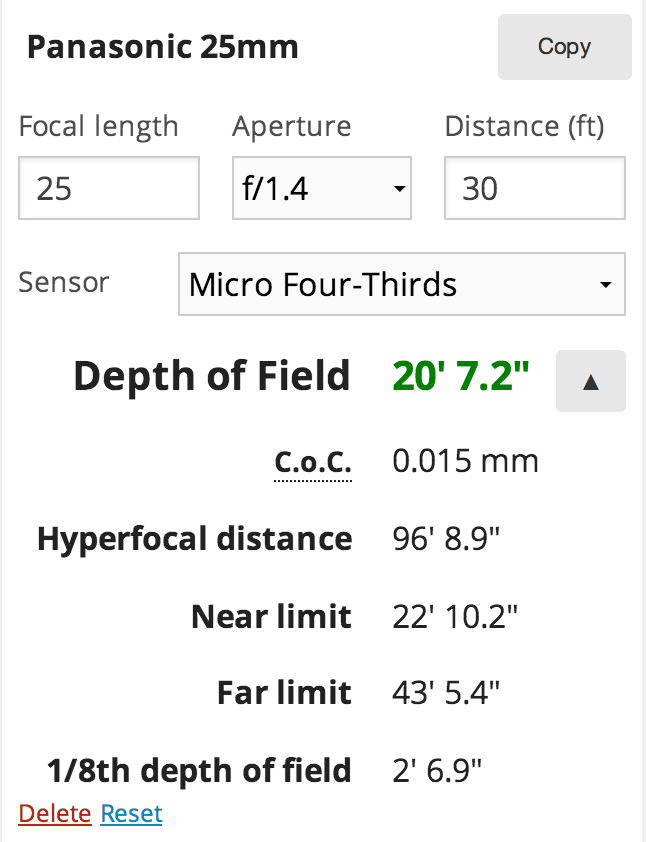 Panasonic 25mm Copy
Focal length Aperture Distance (ft)
25 f/1.4 30
Sensor Micro Four-Thirds
Depth of Field 20' 7.2" ▲
C.o.C. 0.015 mm
Hyperfocal distance 96' 8.9"
Near limit 22' 10.2"
Far limit 43' 5.4"
1/8th depth of field 2' 6.9"
Delete Reset